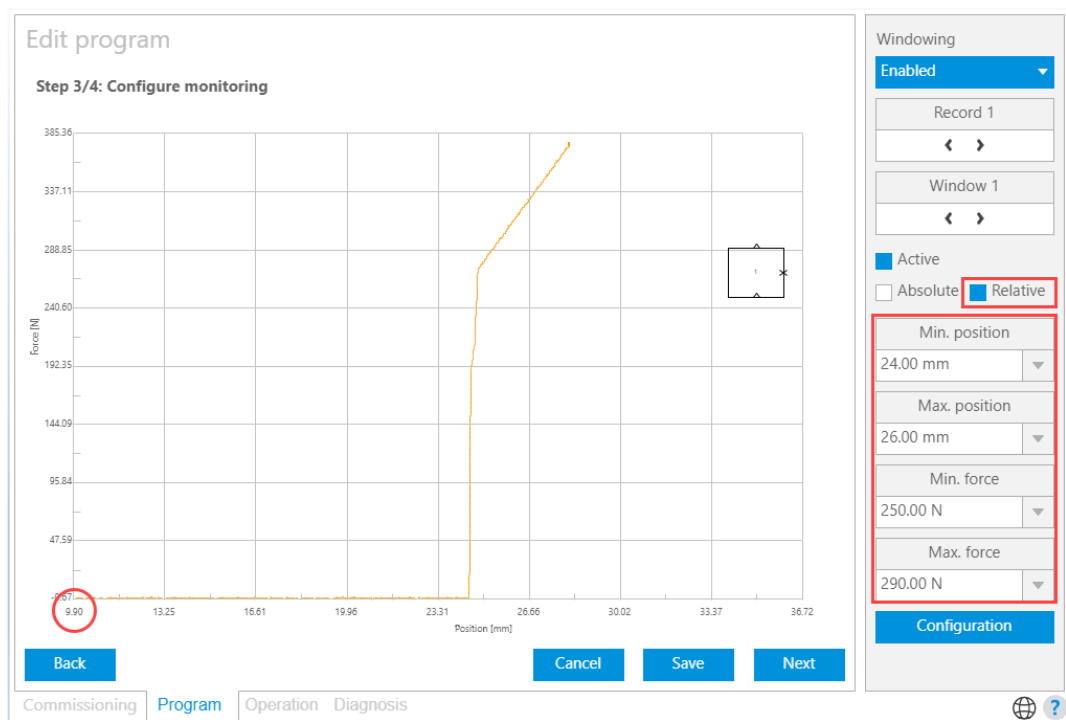 Edit program
Step 3/4: Configure monitoring
385.36
337.11
288.85
240.60
192.35
144.09
95.84
47.59
-0.67
Force [N]
1
9.90 13.25 16.61 19.96 23.31 26.66 30.02 33.37 36.72
Position [mm]
Back Cancel Save Next
Commissioning Program Operation Diagnosis
Windowing
Enabled
Record 1
Window 1
Active
Absolute Relative
Min. position
24.00 mm
Max. position
26.00 mm
Min. force
250.00 N
Max. force
290.00 N
Configuration
?